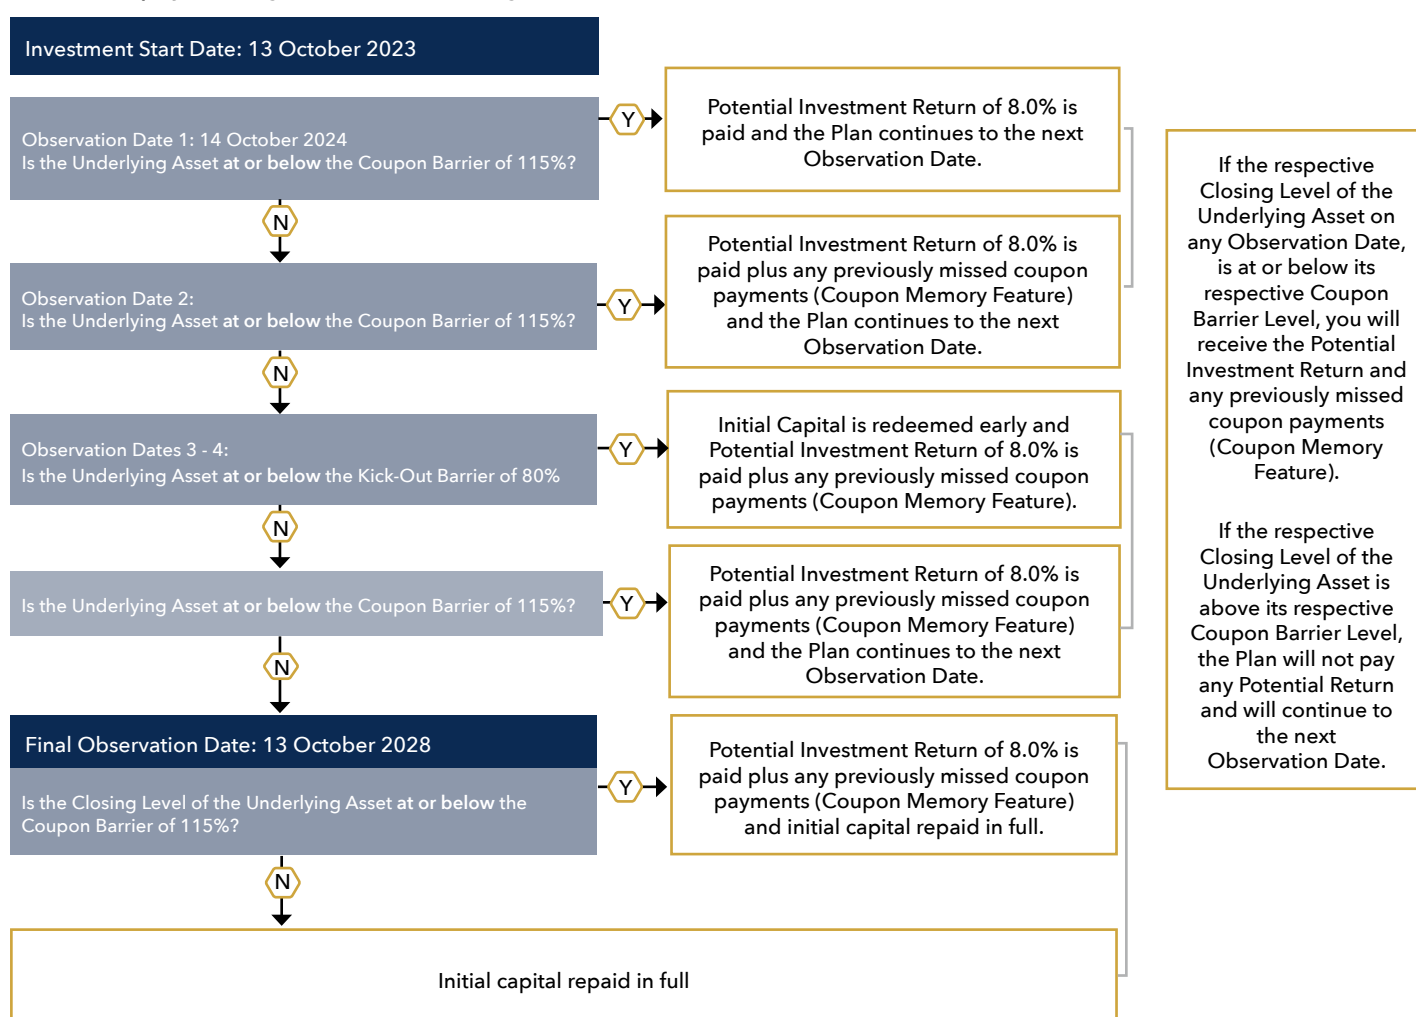 Investment Start Date: 13 October 2023
Observation Date 1: 14 October 2024
Is the Underlying Asset at or below the Coupon Barrier of 115%?
Y
Potential Investment Return of 8.0% is
paid and the Plan continues to the next
Observation Date.
N
Observation Date 2:
Is the Underlying Asset at or below the Coupon Barrier of 115%?
Y
Potential Investment Return of 8.0% is
paid plus any previously missed coupon
payments (Coupon Memory Feature)
and the Plan continues to the next
Observation Date.
N
Observation Dates 3 - 4:
Is the Underlying Asset at or below the Kick-Out Barrier of 80%
Y
Initial Capital is redeemed early and
Potential Investment Return of 8.0% is
paid plus any previously missed coupon
payments (Coupon Memory Feature).
N
Is the Underlying Asset at or below the Coupon Barrier of 115%?
Y
Potential Investment Return of 8.0% is
paid plus any previously missed coupon
payments (Coupon Memory Feature)
and the Plan continues to the next
Observation Date.
N
Final Observation Date: 13 October 2028
Is the Closing Level of the Underlying Asset at or below the
Coupon Barrier of 115%?
Y
Potential Investment Return of 8.0% is
paid plus any previously missed coupon
payments (Coupon Memory Feature)
and initial capital repaid in full.
N
Initial capital repaid in full
If the respective
Closing Level of the
Underlying Asset on
any Observation Date,
is at or below its
respective Coupon
Barrier Level, you will
receive the Potential
Investment Return and
any previously missed
coupon payments
(Coupon Memory
Feature).
If the respective
Closing Level of the
Underlying Asset is
above its respective
Coupon Barrier Level,
the Plan will not pay
any Potential Return
and will continue to
the next
Observation Date.